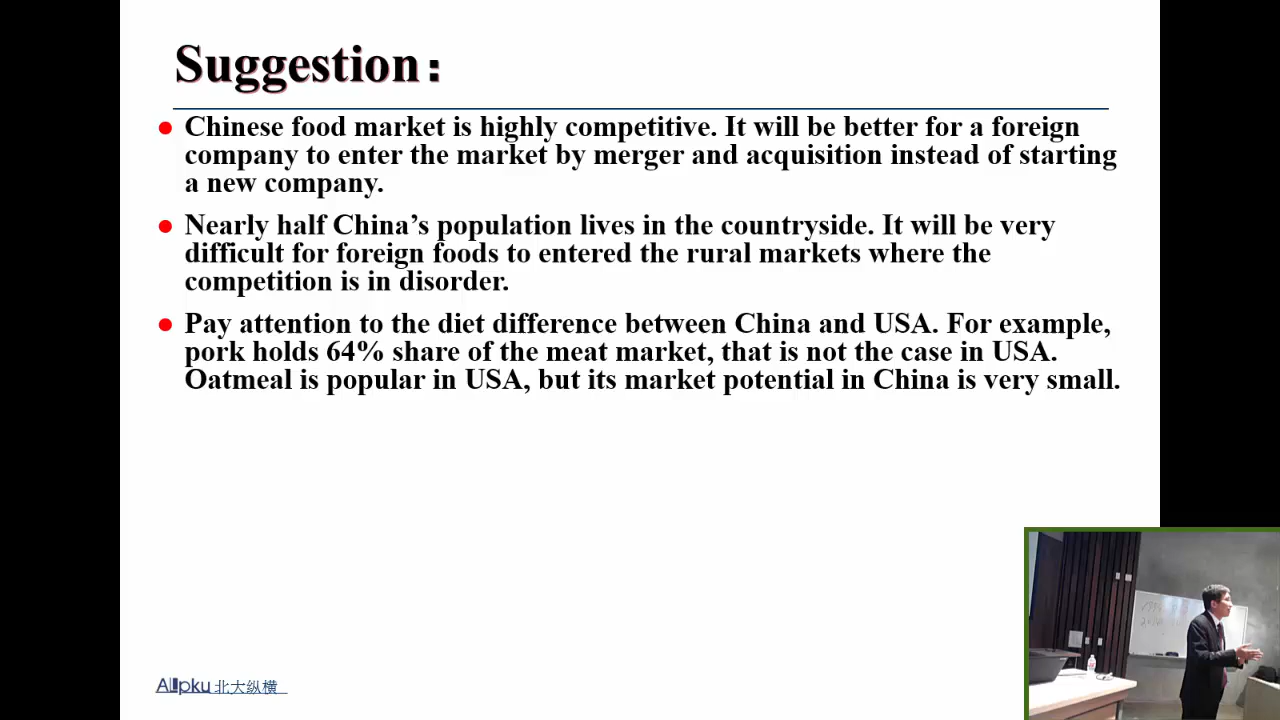 Suggestion：
Chinese food market is highly competitive. It will be better for a foreign
company to enter the market by merger and acquisition instead of starting
a new company.
Nearly half China’s population lives in the countryside. It will be very
difficult for foreign foods to entered the rural markets where the
competition is in disorder.
Pay attention to the diet difference between China and USA. For example,
pork holds 64% share of the meat market, that is not the case in USA.
Oatmeal is popular in USA, but its market potential in China is very small.
Allpku 北大纵横